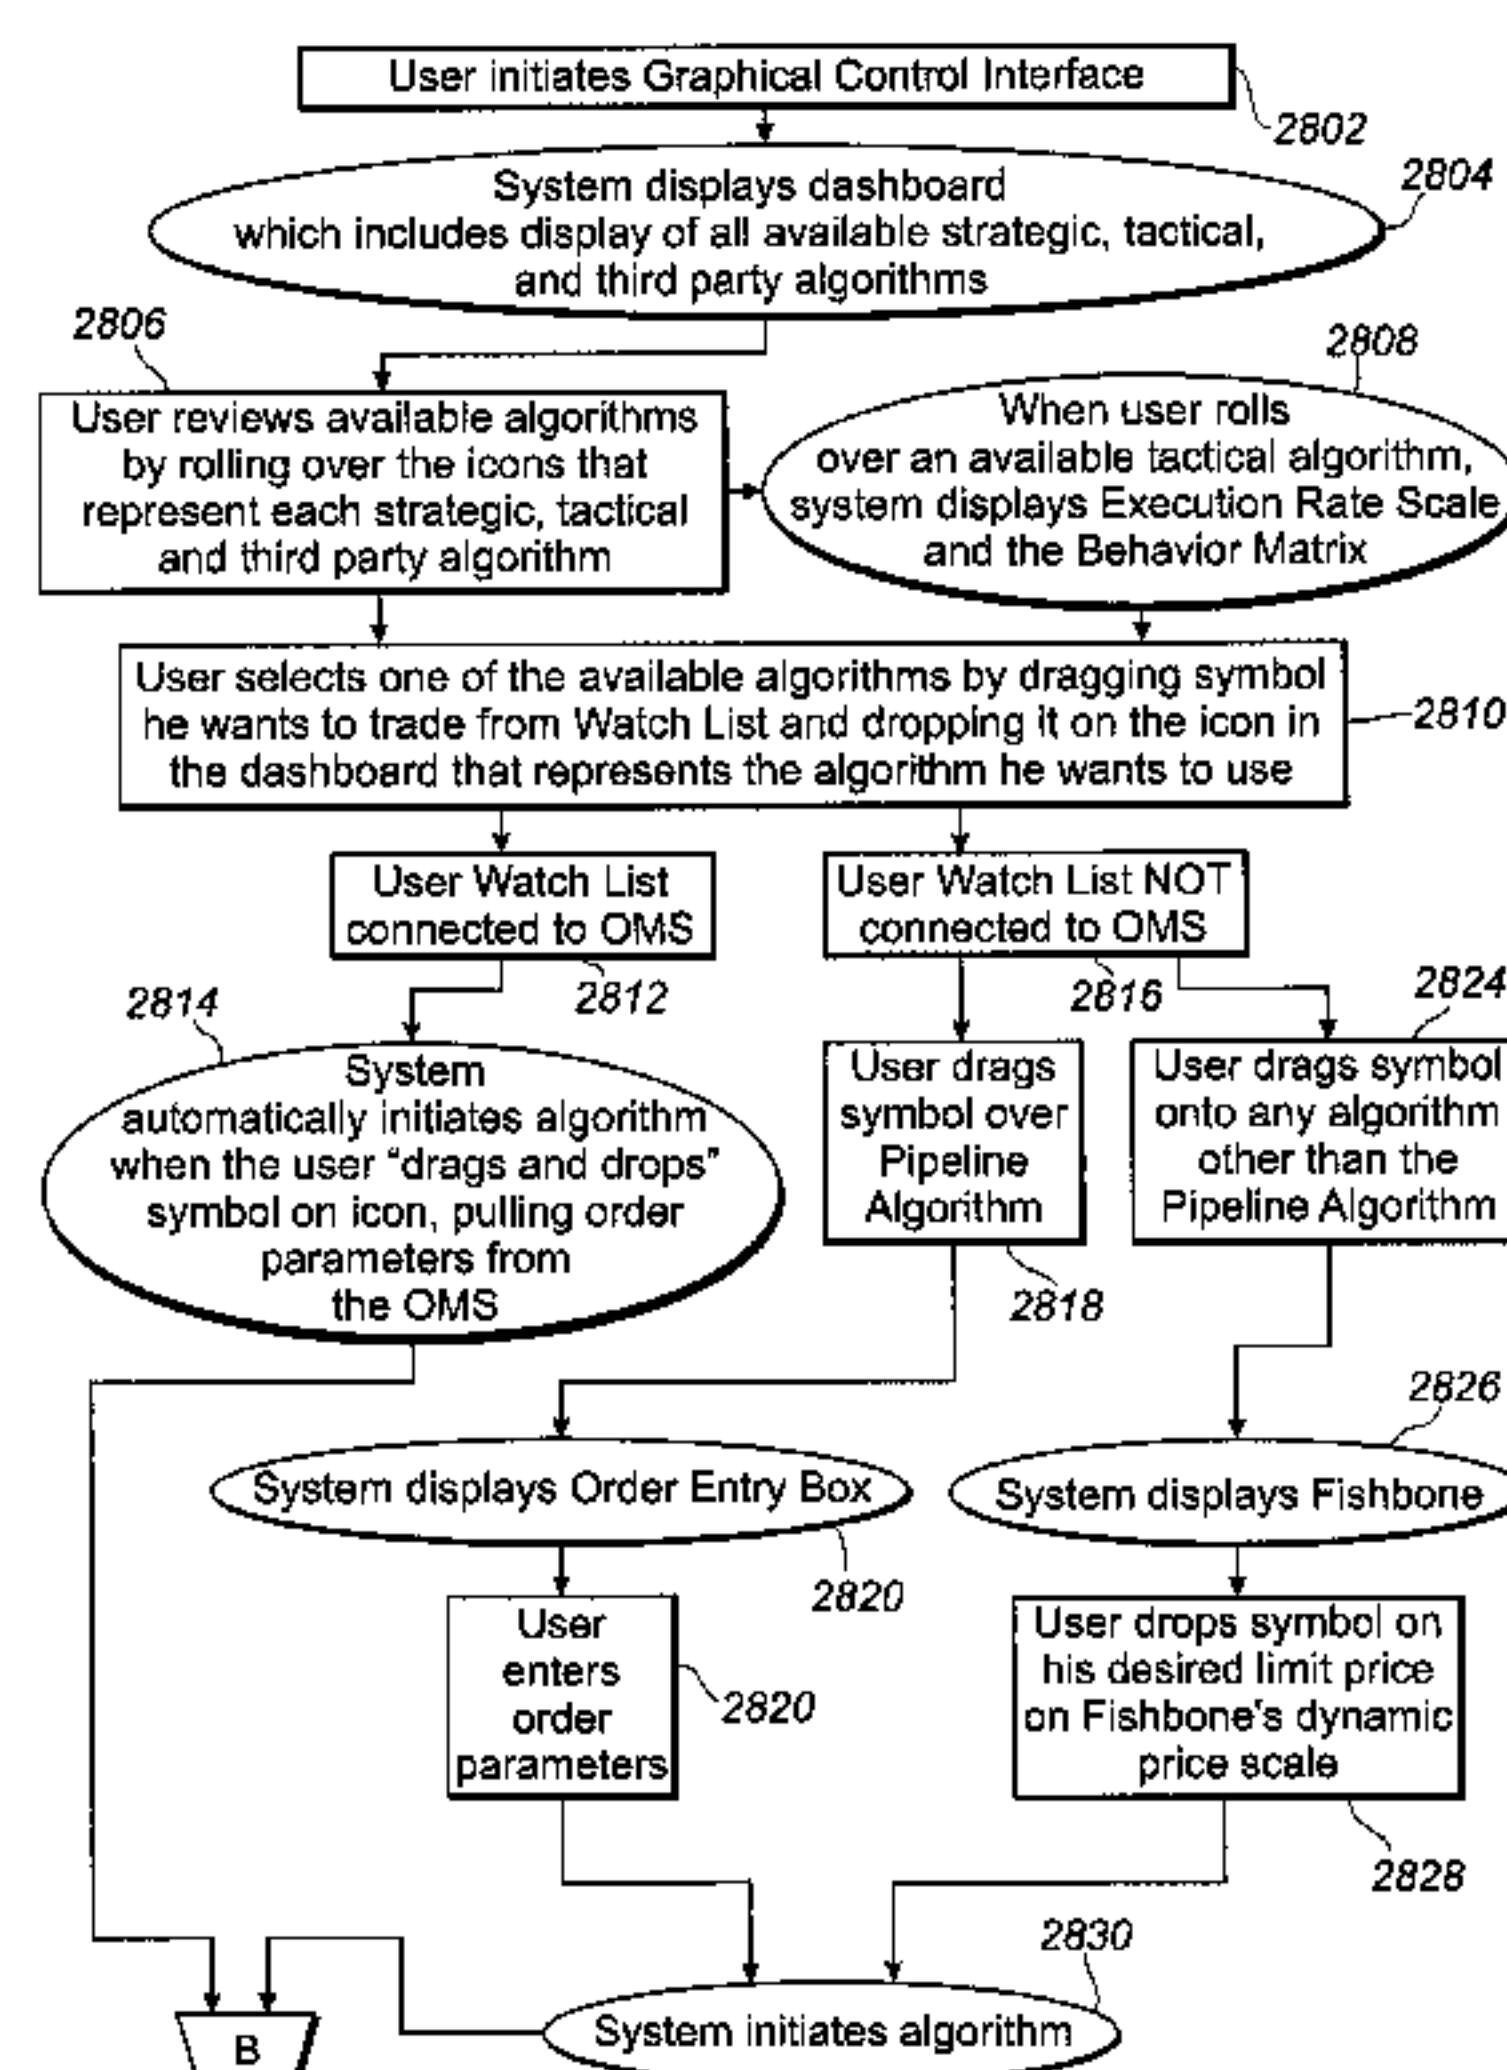 User initiates Graphical Control Interface
2802
System displays dashboard
which includes display of all available strategic, tactical,
and third party algorithms
2804
2806
User reviews available algorithms
by rolling over the icons that
represent each strategic, tactical
and third party algorithm
2808
When user rolls
over an available tactical algorithm,
system displays Execution Rate Scale
and the Behavior Matrix
User selects one of the available algorithms by dragging symbol
he wants to trade from Watch List and dropping it on the icon in
the dashboard that represents the algorithm he wants to use
2810
User Watch List
connected to OMS
2812
User Watch List NOT
connected to OMS
2816
2814
System
automatically initiates algorithm
when the user "drags and drops"
symbol on icon, pulling order
parameters from
the OMS
User drags
symbol over
Pipeline
Algorithm
2818
2824
User drags symbol
onto any algorithm
other than the
Pipeline Algorithm
System displays Order Entry Box
2820
2826
System displays Fishbone
User
enters
order
parameters
2820
User drops symbol on
his desired limit price
on Fishbone's dynamic
price scale
2828
2830
System initiates algorithm
B